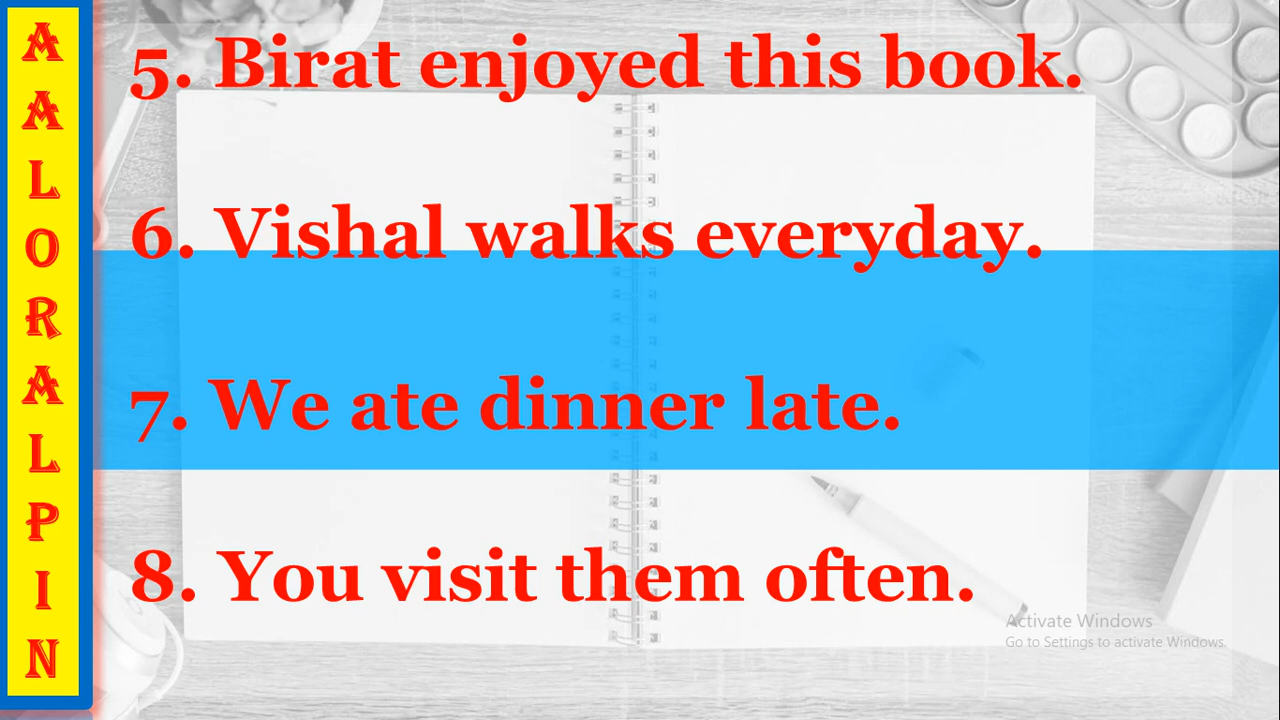 AALORALPIN
5. Birat enjoyed this book.
6. Vishal walks everyday.
7. We ate dinner late.
8. You visit them often.
Activate Windows
Go to Settings to activate Windows.